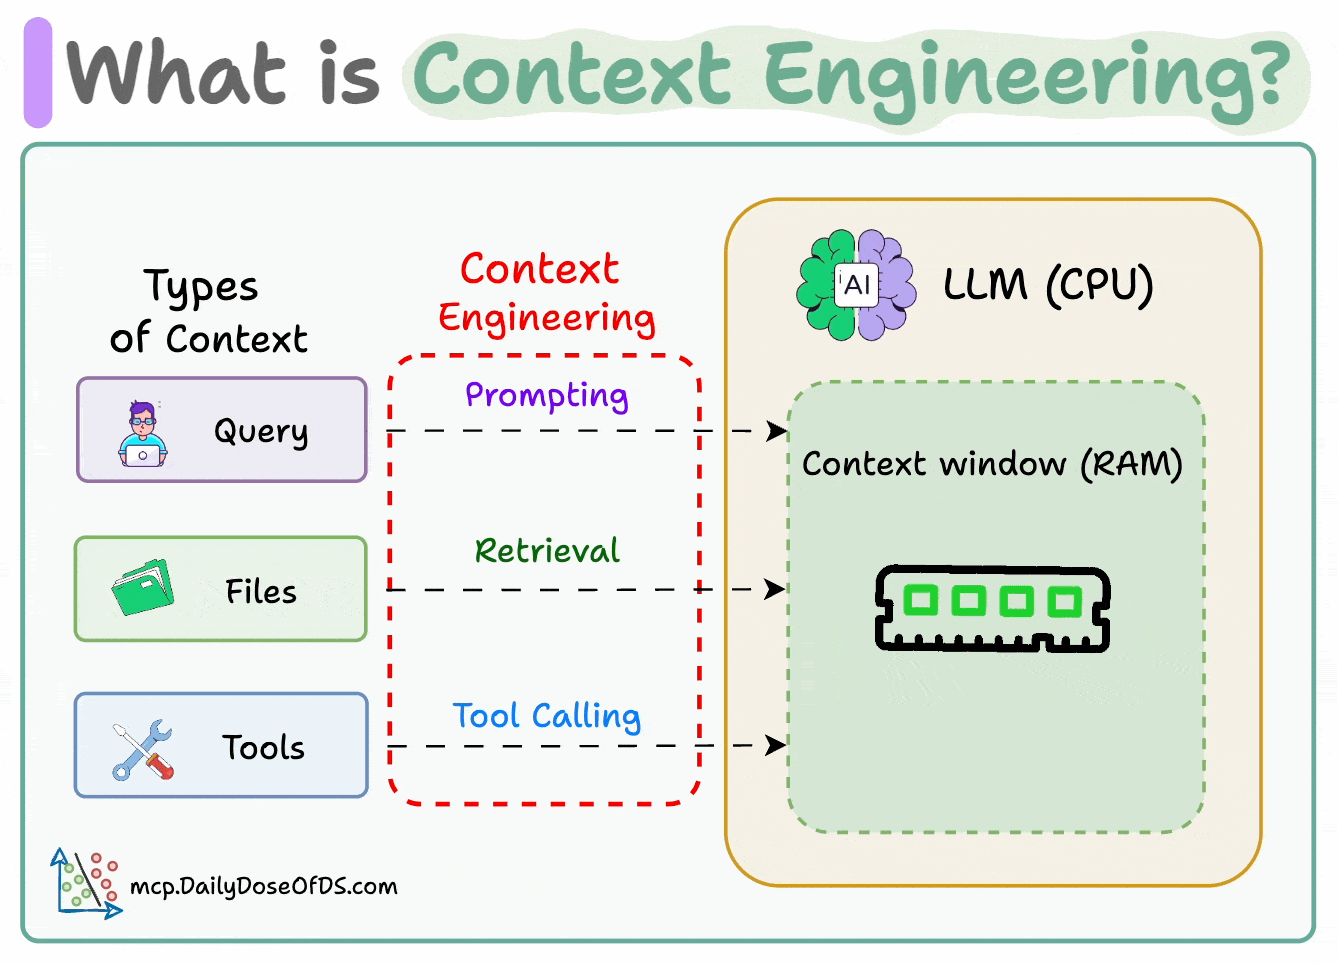 What is Context Engineering?
Types
of Context
Context
Engineering
AI
LLM (CPU)
Query
Prompting
Context window (RAM)
Files
Retrieval
Tools
Tool Calling
mcp.DailyDoseOfDS.com